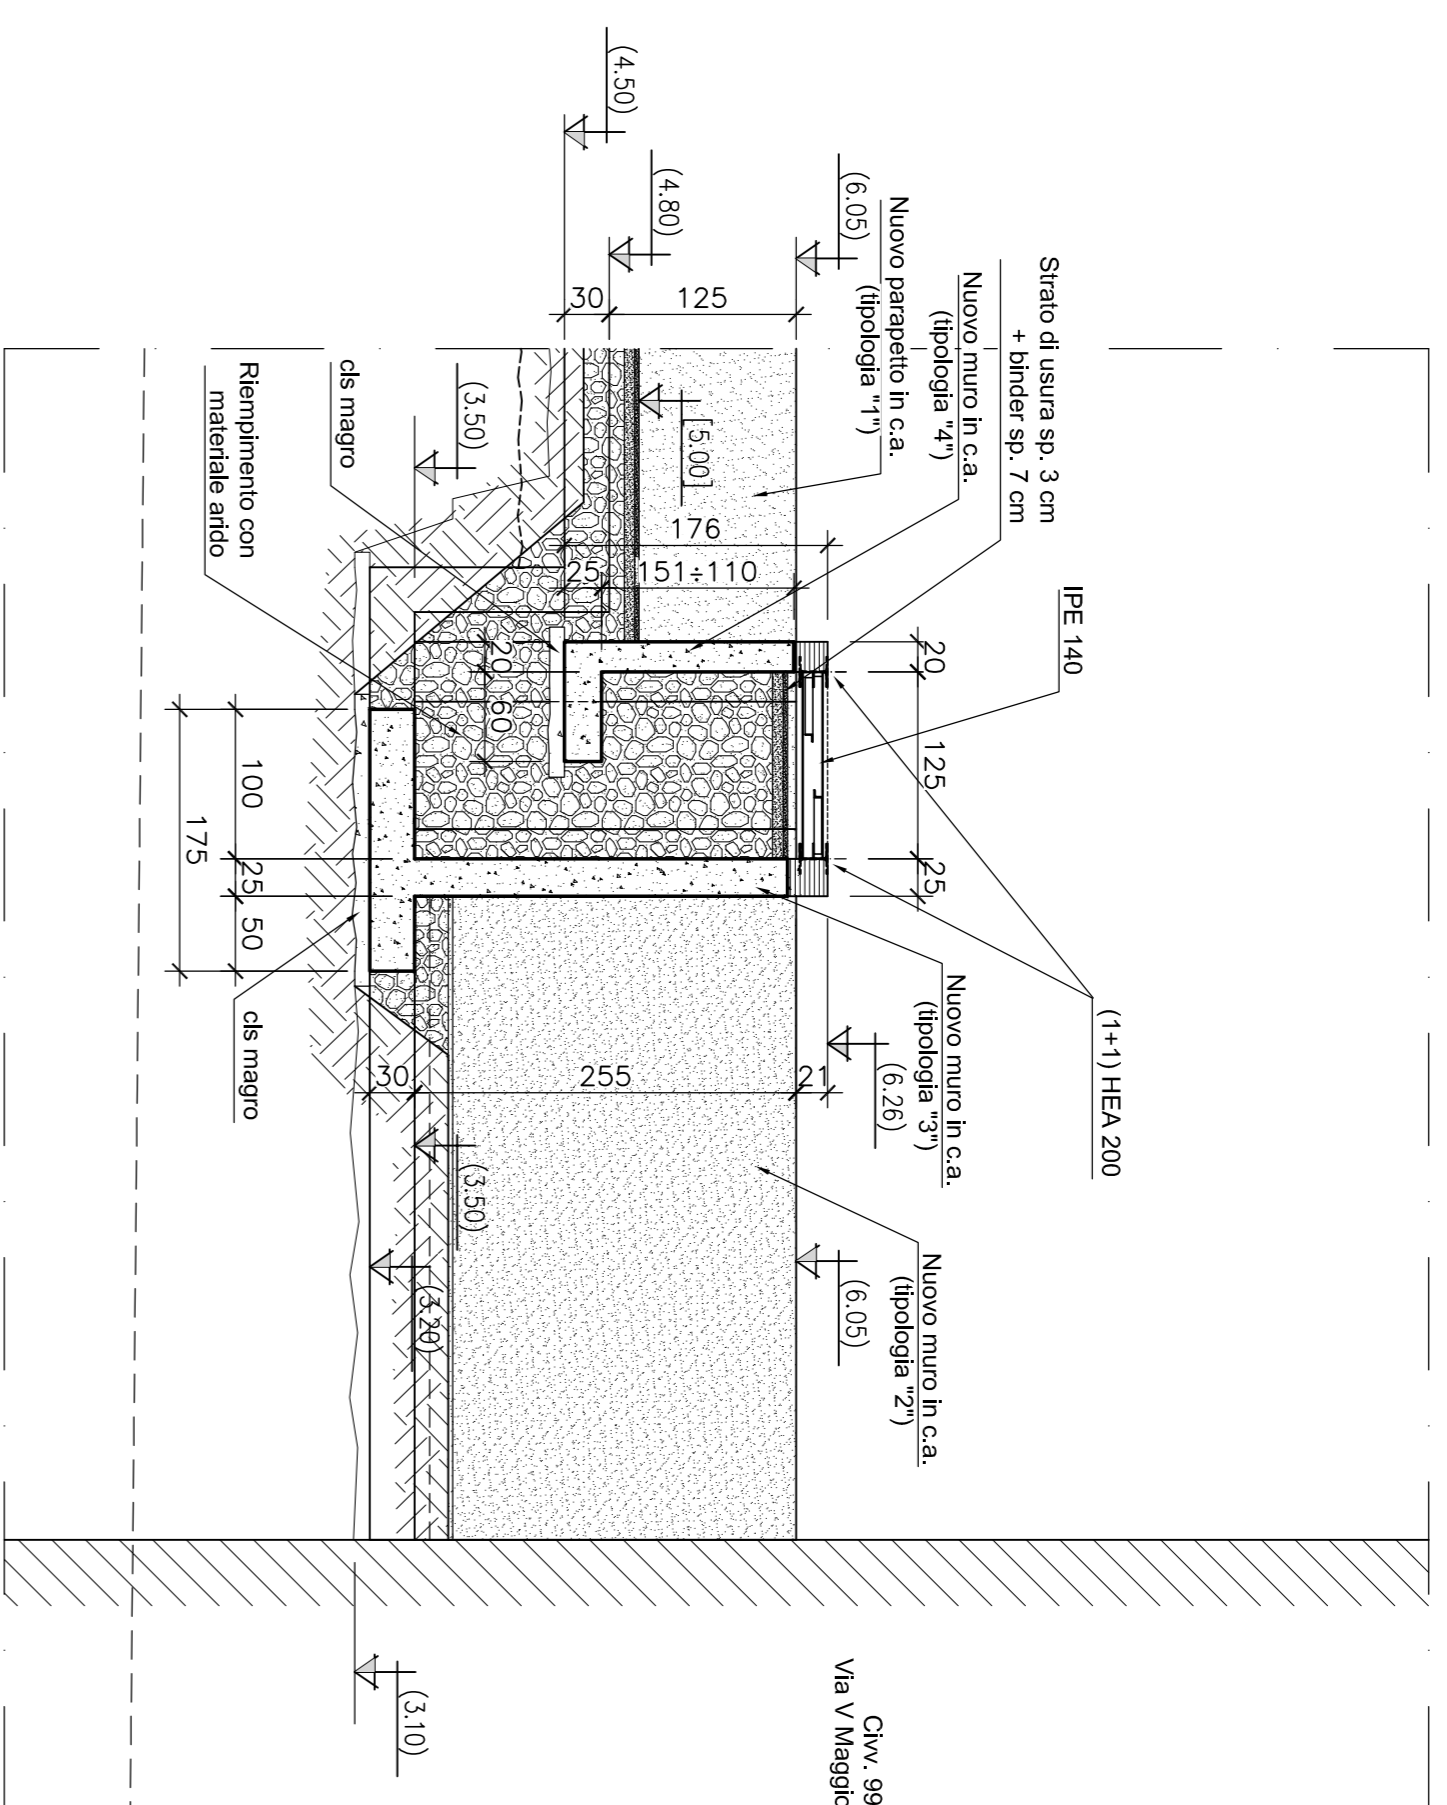 (4.50)
(4.80)
(6.05)
Nuovo parapetto in c.a.
(tipologia "1")
Nuovo muro in c.a.
(tipologia "4")
Strato di usura sp. 3 cm
+ binder sp. 7 cm
IPE 140
(1+1) HEA 200
30
125
[5.00]
(3.50)
cls magro
Riempimento con
materiale arido
176
25
151÷110
20
125
25
20
60
100
25
50
175
cls magro
Nuovo muro in c.a.
(tipologia "3")
(6.26)
30
255
21
(3.50)
(3.20)
(6.05)
Nuovo muro in c.a.
(tipologia "2")
(3.10)
Civv. 99
Via V Maggio